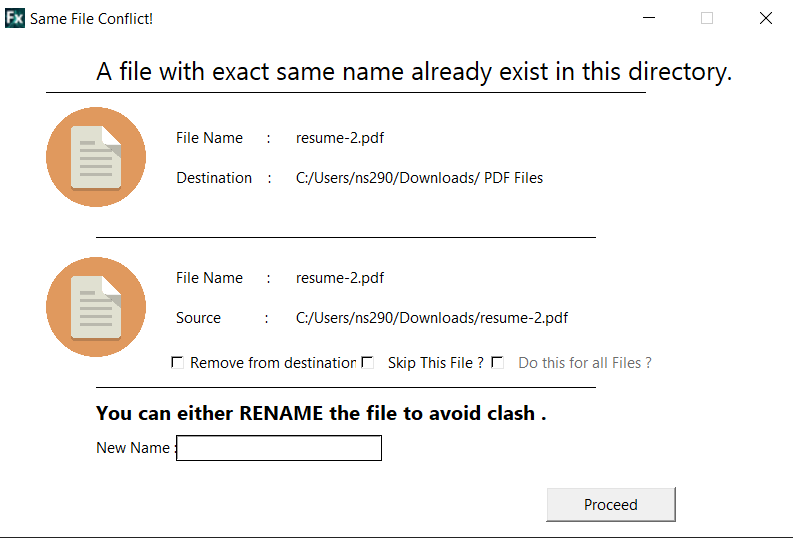 Fx Same File Conflict!
A file with exact same name already exist in this directory.
File Name : resume-2.pdf
Destination : C:/Users/ns290/Downloads/ PDF Files
File Name : resume-2.pdf
Source : C:/Users/ns290/Downloads/resume-2.pdf
Remove from destination Skip This File ? Do this for all Files ?
You can either RENAME the file to avoid clash .
New Name :
Proceed